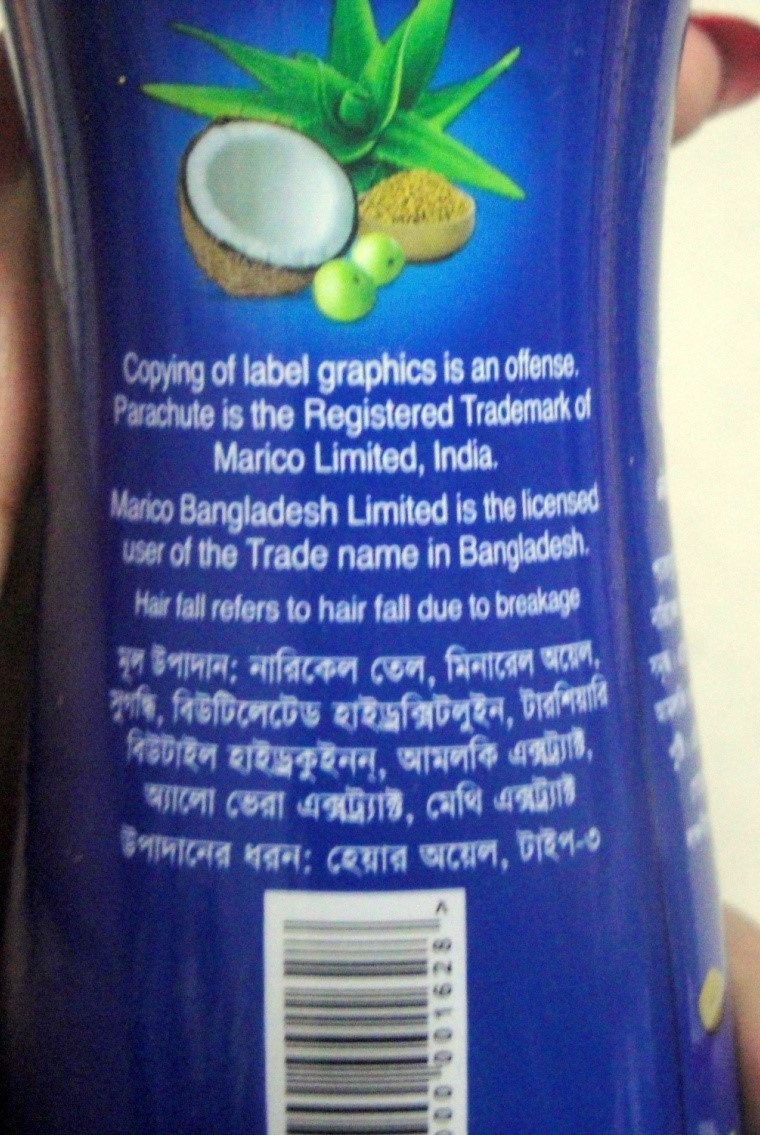 Copying of label graphics is an offense.
Parachute is the Registered Trademark of
Marico Limited, India.
Marico Bangladesh Limited is the licensed
user of the Trade name in Bangladesh.
Hair fall refers to hair fall due to breakage
মূল উপাদান: নারিকেল তেল, মিনারেল অয়েল,
সুগন্ধি, বিউটিলেটেড হাইড্রক্সিটলুইন, টারশিয়ারি
বিউটাইল হাইড্রকুইনন্, আমলকি এক্সট্র্যাক্ট,
অ্যালো ভেরা এক্সট্র্যাক্ট, মেথি এক্সট্র্যাক্ট
উপাদানের ধরন: হেয়ার অয়েল, টাইপ-৩
000 001628 >